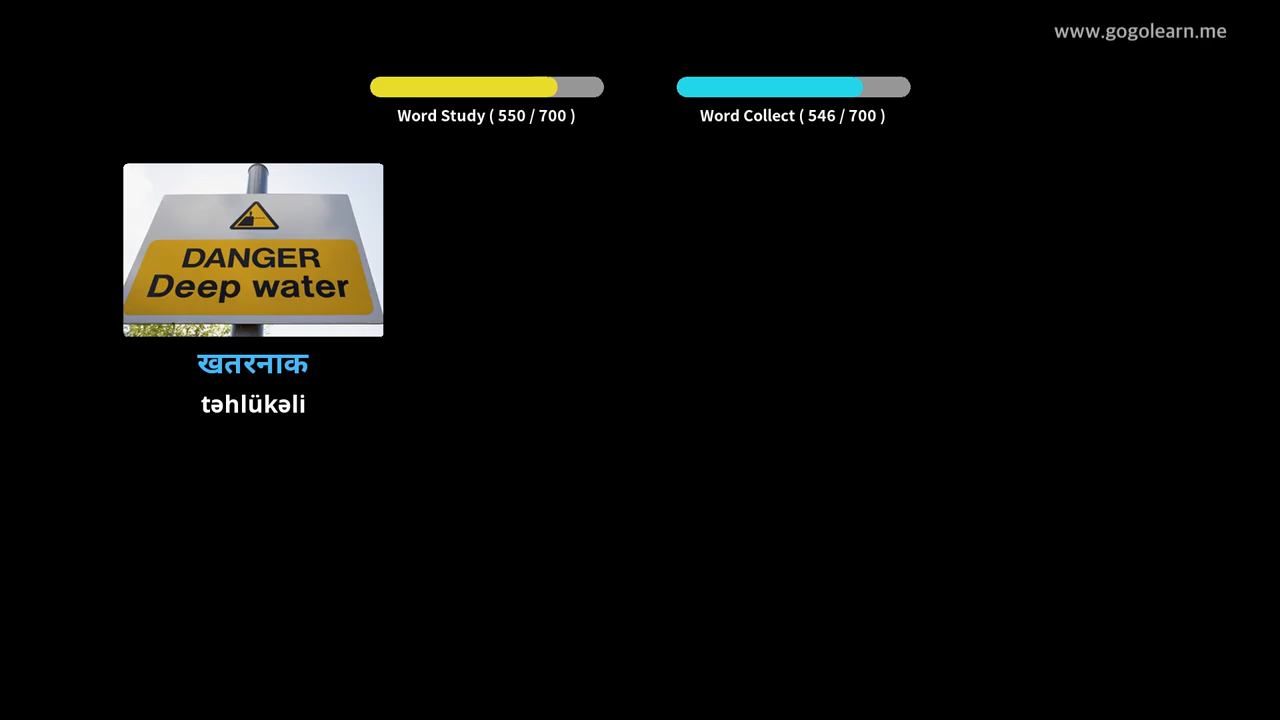 www.gogolearn.me
Word Study ( 550 / 700 )
Word Collect ( 546 / 700 )
DANGER
Deep water
खतरनाक
təhlükəli